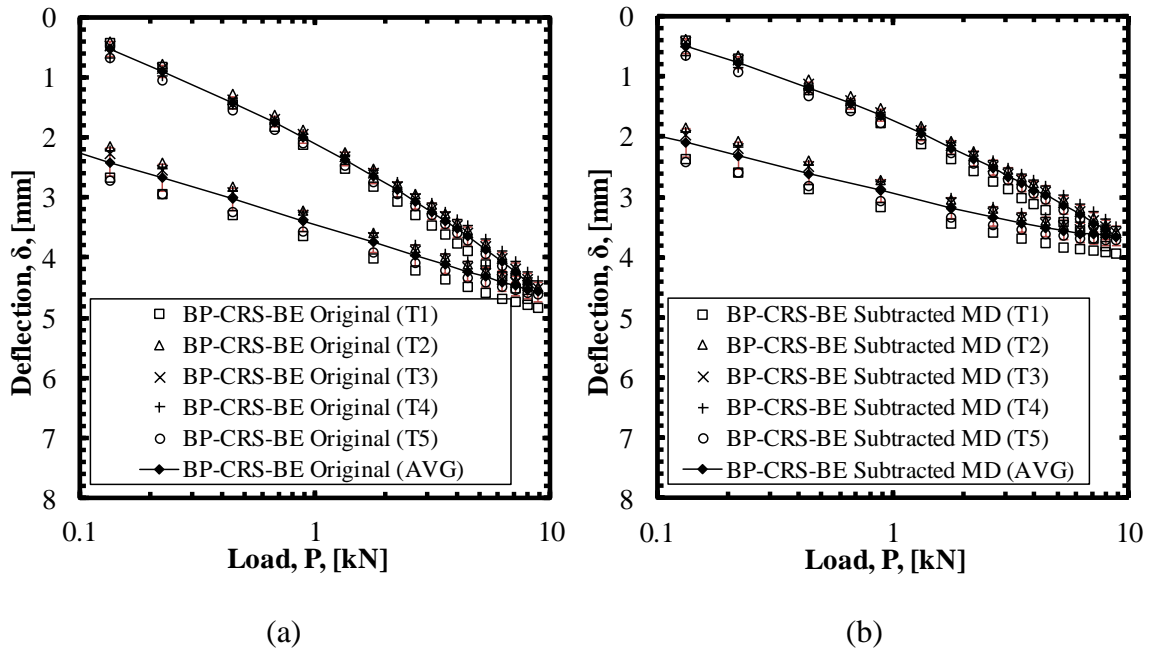 0
1
2
3
4
5
6
7
8
0.1 1 10
Deflection, δ, [mm]
Load, P, [kN]
BP-CRS-BE Original (T1)
BP-CRS-BE Original (T2)
BP-CRS-BE Original (T3)
BP-CRS-BE Original (T4)
BP-CRS-BE Original (T5)
BP-CRS-BE Original (AVG)
(a)
0
1
2
3
4
5
6
7
8
0.1 1 10
Deflection, δ, [mm]
Load, P, [kN]
BP-CRS-BE Subtracted MD (T1)
BP-CRS-BE Subtracted MD (T2)
BP-CRS-BE Subtracted MD (T3)
BP-CRS-BE Subtracted MD (T4)
BP-CRS-BE Subtracted MD (T5)
BP-CRS-BE Subtracted MD (AVG)
(b)